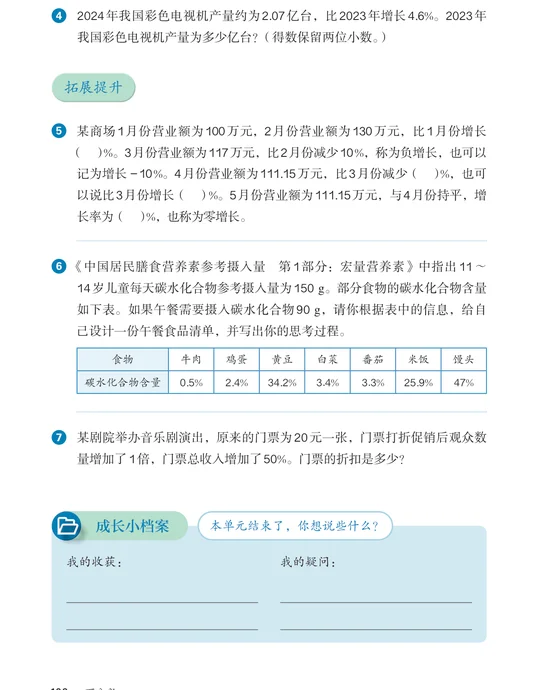 4 2024年我国彩色电视机产量约为2.07亿台，比2023年增长4.6%。2023年
我国彩色电视机产量为多少亿台？（得数保留两位小数。）
拓展提升
5 某商场1月份营业额为100万元，2月份营业额为130万元，比1月份增长
（　）%。3月份营业额为117万元，比2月份减少10%，称为负增长，也可以
记为增长－10%。4月份营业额为111.15万元，比3月份减少（　）%，也可
以说比3月份增长（　）%。5月份营业额为111.15万元，与4月份持平，增
长率为（　）%，也称为零增长。
6 《中国居民膳食营养素参考摄入量　第1部分：宏量营养素》中指出11～
14岁儿童每天碳水化合物参考摄入量为150 g。部分食物的碳水化合物含量
如下表。如果午餐需要摄入碳水化合物90 g，请你根据表中的信息，给自
己设计一份午餐食品清单，并写出你的思考过程。
食物 牛肉 鸡蛋 黄豆 白菜 番茄 米饭 馒头
碳水化合物含量 0.5% 2.4% 34.2% 3.4% 3.3% 25.9% 47%
7 某剧院举办音乐剧演出，原来的门票为20元一张，门票打折促销后观众数
量增加了1倍，门票总收入增加了50%。门票的折扣是多少？
成长小档案 本单元结束了，你想说些什么？
我的收获： 我的疑问：